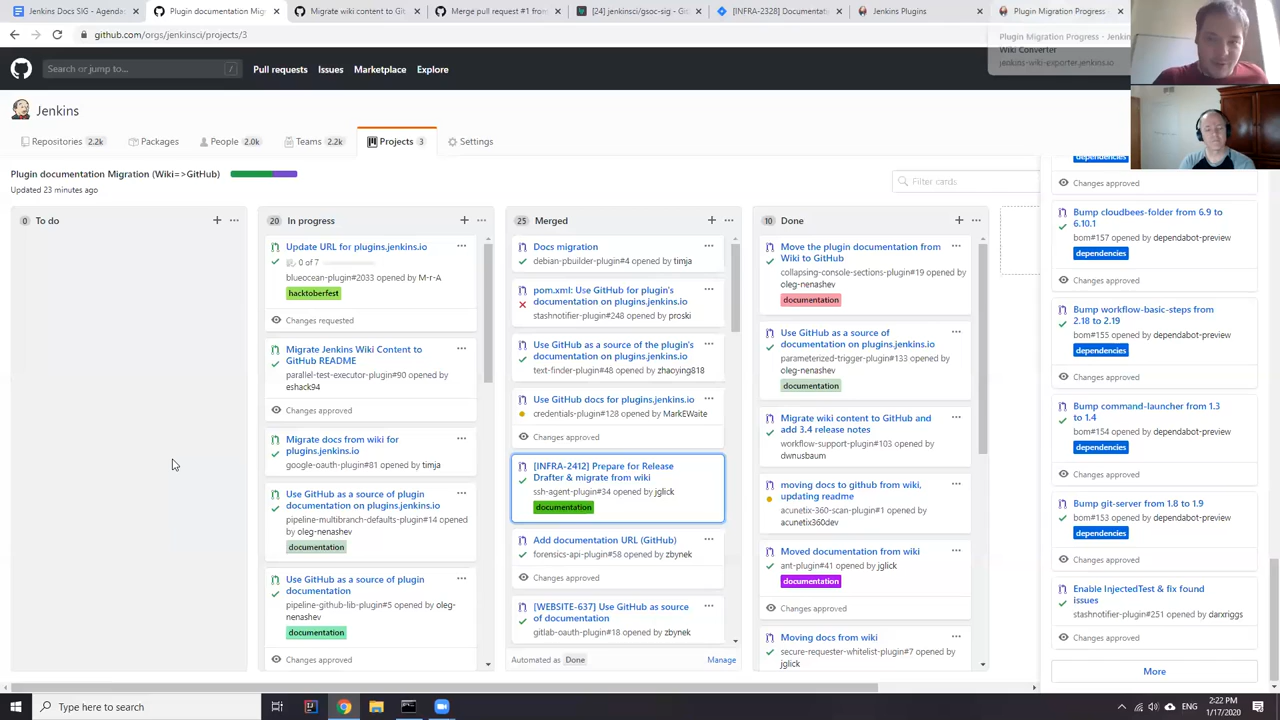 Jenkins Docs SIG - Agenda
Plugin documentation Mi
Migrate wiki content to Gi
Merge pull request #1 from
[24] jenkinsci/gsoc-sig - Git
[INFRA-2328] Documentati
Jenkins Plugins
Plugin Migration Progress
github.com/orgs/jenkinsci/projects/3
Plugin Migration Progress - Jenki
Wiki Converter
jenkins-wiki-exporter.jenkins.io
Search or jump to...
/
Pull requests
Issues
Marketplace
Explore
Jenkins
Repositories 2.2k
Packages
People 2.0k
Teams 2.2k
Projects 3
Settings
Plugin documentation Migration (Wiki=>GitHub)
Updated 23 minutes ago
Filter cards
0 To do
20 In progress
Update URL for plugins.jenkins.io
0 of 7
blueocean-plugin#2033 opened by M-r-A
hacktoberfest
Changes requested
Migrate Jenkins Wiki Content to
GitHub README
parallel-test-executor-plugin#90 opened by
eshack94
Changes approved
Migrate docs from wiki for
plugins.jenkins.io
google-oauth-plugin#81 opened by timja
Use GitHub as a source of plugin
documentation on plugins.jenkins.io
pipeline-multibranch-defaults-plugin#14 opened
by oleg-nenashev
documentation
Use GitHub as a source of plugin
documentation
pipeline-github-lib-plugin#5 opened by oleg-
nenashev
documentation
Changes approved
25 Merged
Docs migration
debian-pbuilder-plugin#4 opened by timja
pom.xml: Use GitHub for plugin's
documentation on plugins.jenkins.io
stashnotifier-plugin#248 opened by proski
Use GitHub as a source of the plugin's
documentation on plugins.jenkins.io
text-finder-plugin#48 opened by zhaoying818
Use GitHub docs for plugins.jenkins.io
credentials-plugin#128 opened by MarkEWaite
Changes approved
[INFRA-2412] Prepare for Release
Drafter & migrate from wiki
ssh-agent-plugin#34 opened by jglick
documentation
Add documentation URL (GitHub)
forensics-api-plugin#58 opened by zbynek
Changes approved
[WEBSITE-637] Use GitHub as source
of documentation
gitlab-oauth-plugin#18 opened by zbynek
Automated as Done
Manage
10 Done
Move the plugin documentation from
Wiki to GitHub
collapsing-console-sections-plugin#19 opened by
oleg-nenashev
documentation
Use GitHub as a source of
documentation on plugins.jenkins.io
parameterized-trigger-plugin#133 opened by
oleg-nenashev
documentation
Migrate wiki content to GitHub and
add 3.4 release notes
workflow-support-plugin#103 opened by
dwnusbaum
moving docs to github from wiki,
updating readme
acunetix-360-scan-plugin#1 opened by
acunetix360dev
Moved documentation from wiki
ant-plugin#41 opened by jglick
documentation
Changes approved
Moving docs from wiki
secure-requester-whitelist-plugin#7 opened by
jglick
dependencies
Changes approved
Bump cloudbees-folder from 6.9 to
6.10.1
bom#157 opened by dependabot-preview
dependencies
Changes approved
Bump workflow-basic-steps from
2.18 to 2.19
bom#155 opened by dependabot-preview
dependencies
Changes approved
Bump command-launcher from 1.3
to 1.4
bom#154 opened by dependabot-preview
dependencies
Changes approved
Bump git-server from 1.8 to 1.9
bom#153 opened by dependabot-preview
dependencies
Changes approved
Enable InjectedTest & fix found
issues
stashnotifier-plugin#251 opened by darxriggs
Changes approved
More
Type here to search
ENG
2:22 PM
1/17/2020